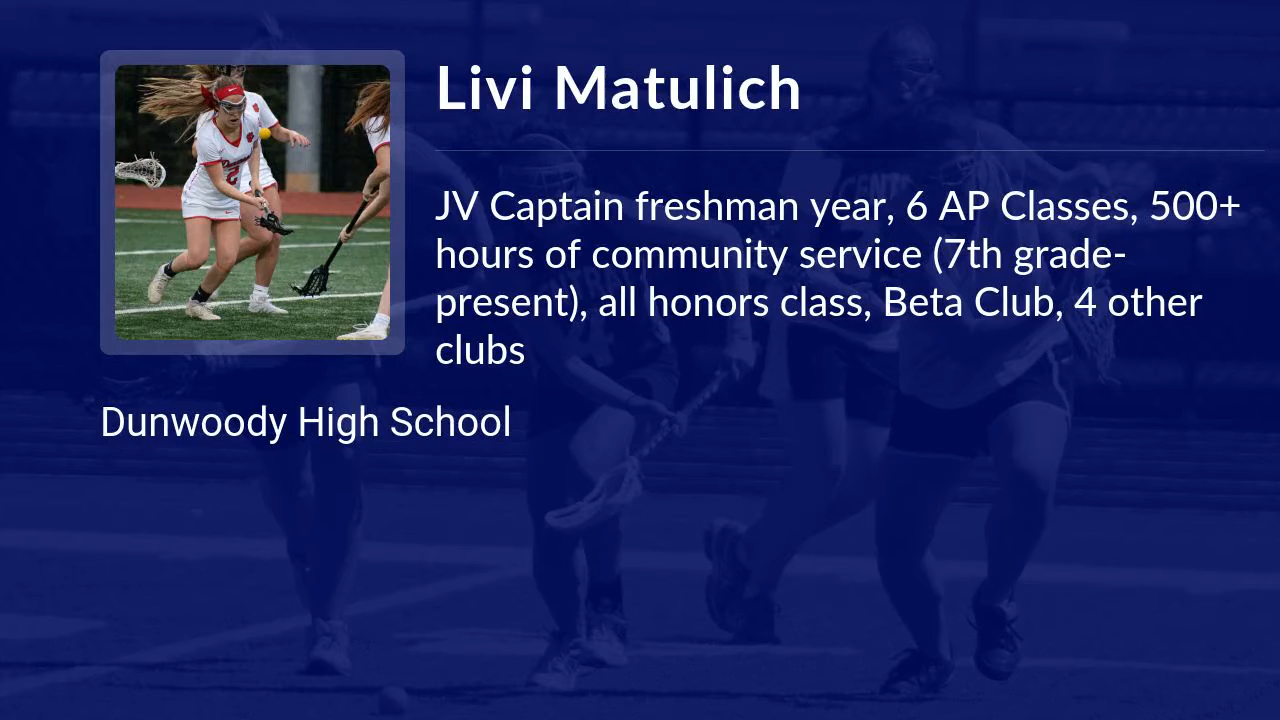 Livi Matulich
JV Captain freshman year, 6 AP Classes, 500+
hours of community service (7th grade-
present), all honors class, Beta Club, 4 other
clubs
Dunwoody High School
2